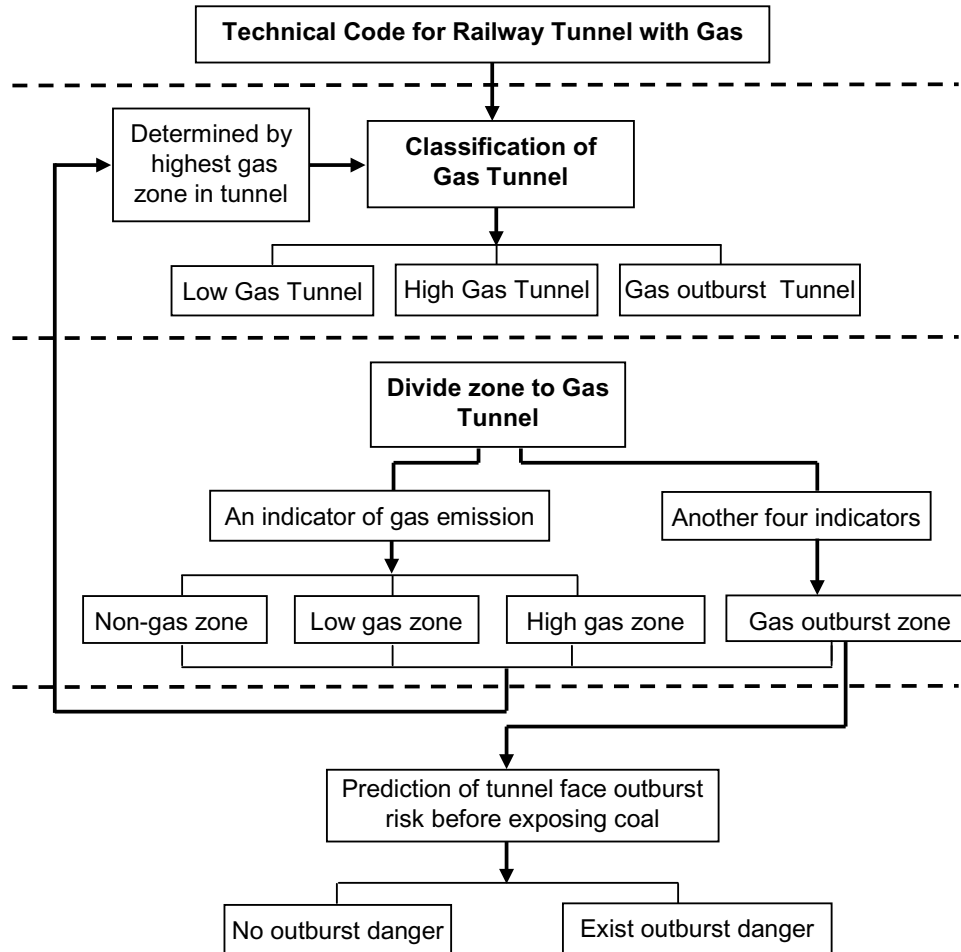 Technical Code for Railway Tunnel with Gas
Determined by
highest gas
zone in tunnel
Classification of
Gas Tunnel
Low Gas Tunnel
High Gas Tunnel
Gas outburst Tunnel
Divide zone to Gas
Tunnel
An indicator of gas emission
Another four indicators
Non-gas zone
Low gas zone
High gas zone
Gas outburst zone
Prediction of tunnel face outburst
risk before exposing coal
No outburst danger
Exist outburst danger